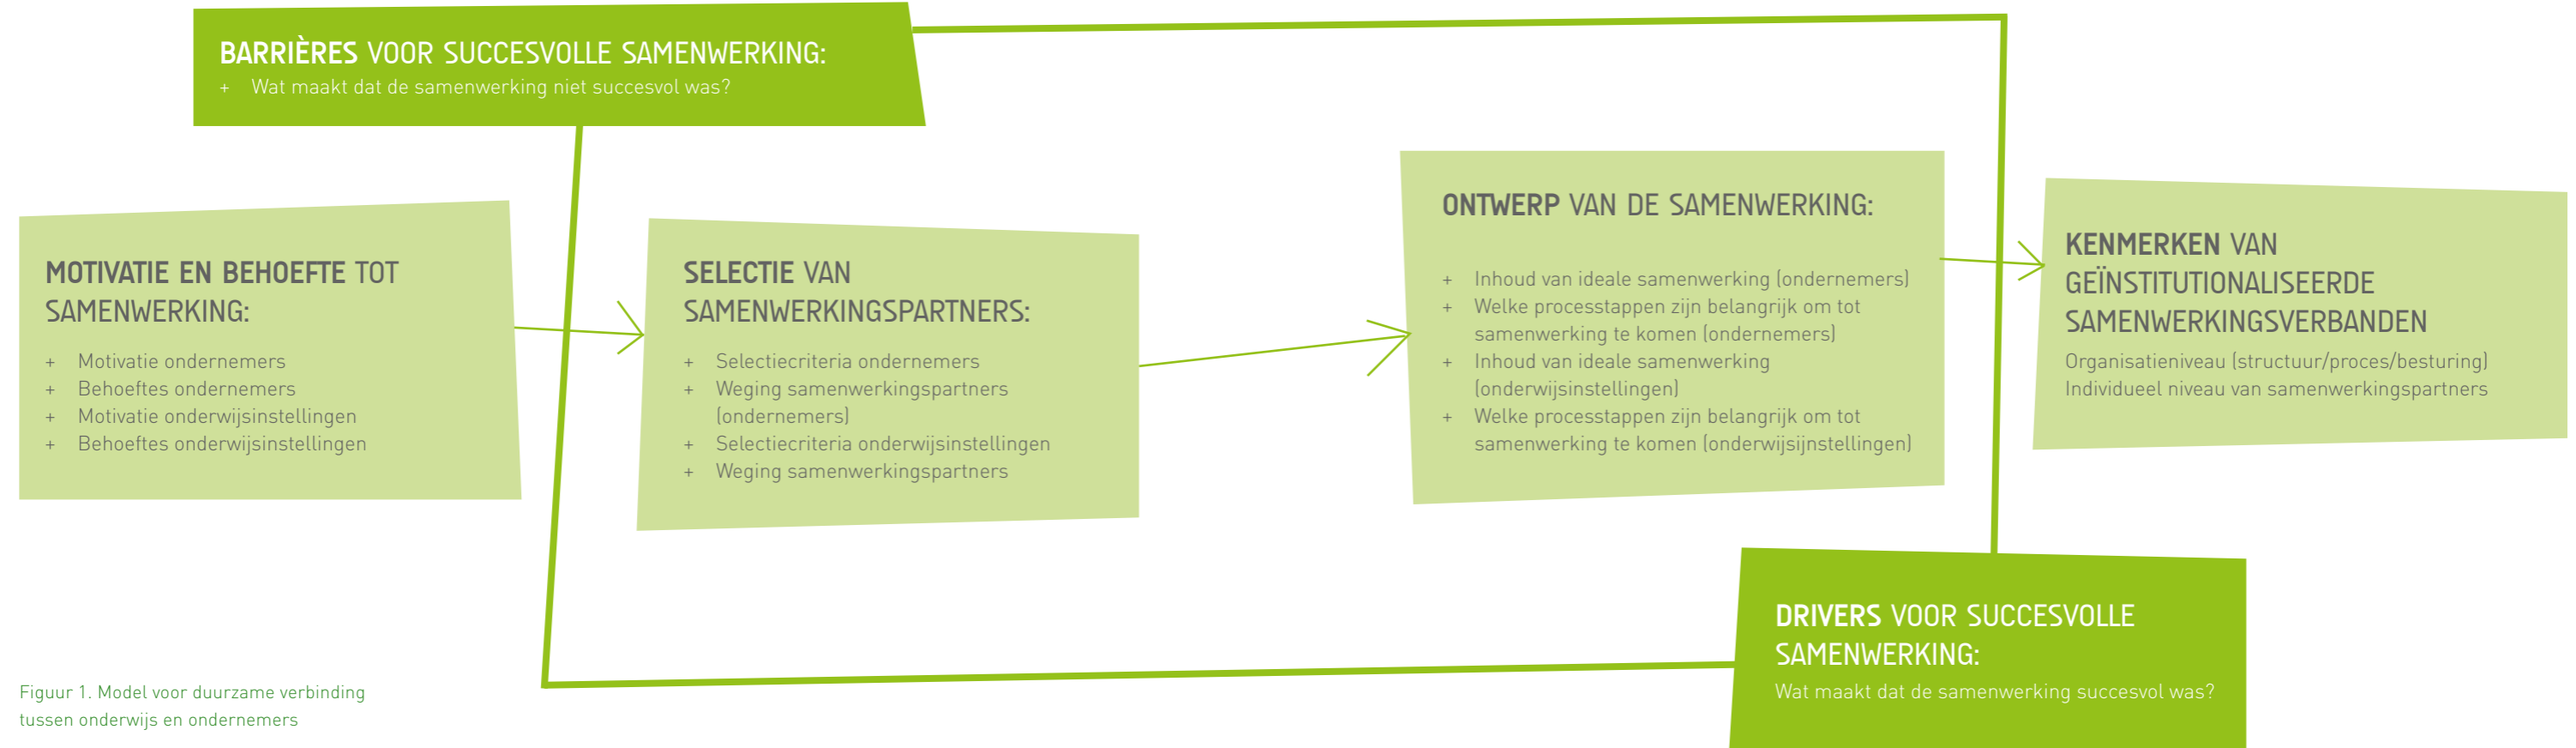 BARRIÈRES VOOR SUCCESVOLLE SAMENWERKING:
+ Wat maakt dat de samenwerking niet succesvol was?
MOTIVATIE EN BEHOEFTE TOT
SAMENWERKING:
+ Motivatie ondernemers
+ Behoeftes ondernemers
+ Motivatie onderwijsinstellingen
+ Behoeftes onderwijsinstellingen
SELECTIE VAN
SAMENWERKINGSPARTNERS:
+ Selectiecriteria ondernemers
+ Weging samenwerkingspartners
(ondernemers)
+ Selectiecriteria onderwijsinstellingen
+ Weging samenwerkingspartners
ONTWERP VAN DE SAMENWERKING:
+ Inhoud van ideale samenwerking (ondernemers)
+ Welke processtappen zijn belangrijk om tot
samenwerking te komen (ondernemers)
+ Inhoud van ideale samenwerking
(onderwijsinstellingen)
+ Welke processtappen zijn belangrijk om tot
samenwerking te komen (onderwijsijnstellingen)
KENMERKEN VAN
GEÏNSTITUTIONALISEERDE
SAMENWERKINGSVERBANDEN
Organisatieniveau (structuur/proces/besturing)
Individueel niveau van samenwerkingspartners
DRIVERS VOOR SUCCESVOLLE
SAMENWERKING:
Wat maakt dat de samenwerking succesvol was?
Figuur 1. Model voor duurzame verbinding
tussen onderwijs en ondernemers